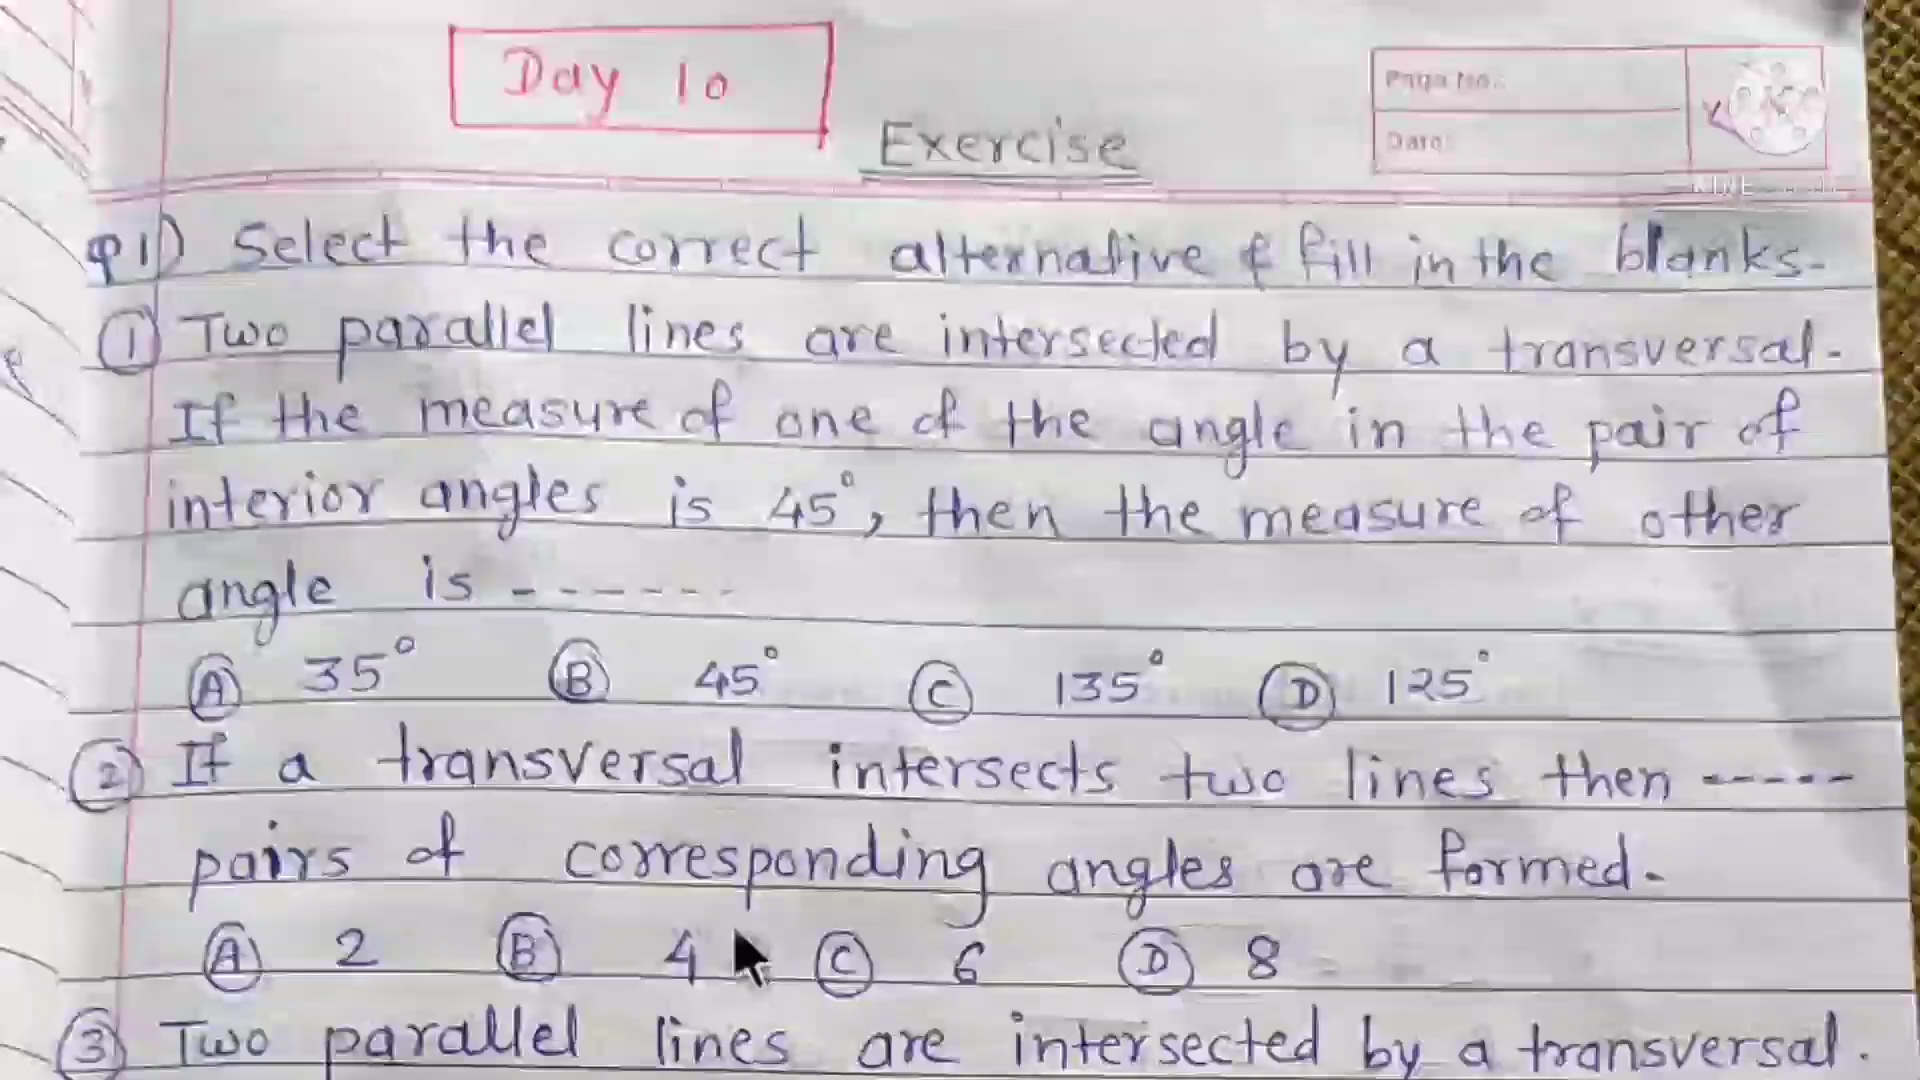 Day 10
Page No.:
Date:
Exercise
Q1) Select the correct alternative & fill in the blanks.
① Two parallel lines are intersected by a transversal.
If the measure of one of the angle in the pair of
interior angles is 45°, then the measure of other
angle is - - - - - - -
Ⓐ 35° Ⓑ 45° Ⓒ 135° Ⓓ 125°
② If a transversal intersects two lines then -----
pairs of corresponding angles are formed.
Ⓐ 2 Ⓑ 4 Ⓒ 6 Ⓓ 8
③ Two parallel lines are intersected by a transversal.